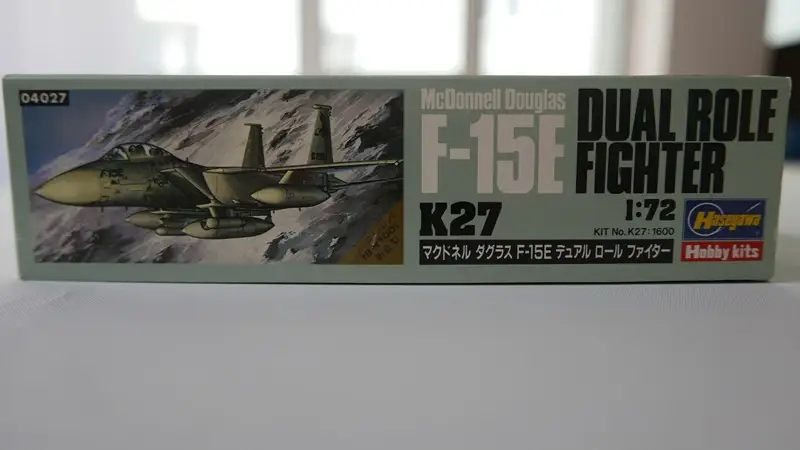 04027
McDonnell Douglas
F-15E
DUAL ROLE
FIGHTER
K27
1:72
KIT No. K27:1600
マクドネル ダグラス F-15E デュアル ロール ファイター
Hasegawa
Hobby kits
F-15E